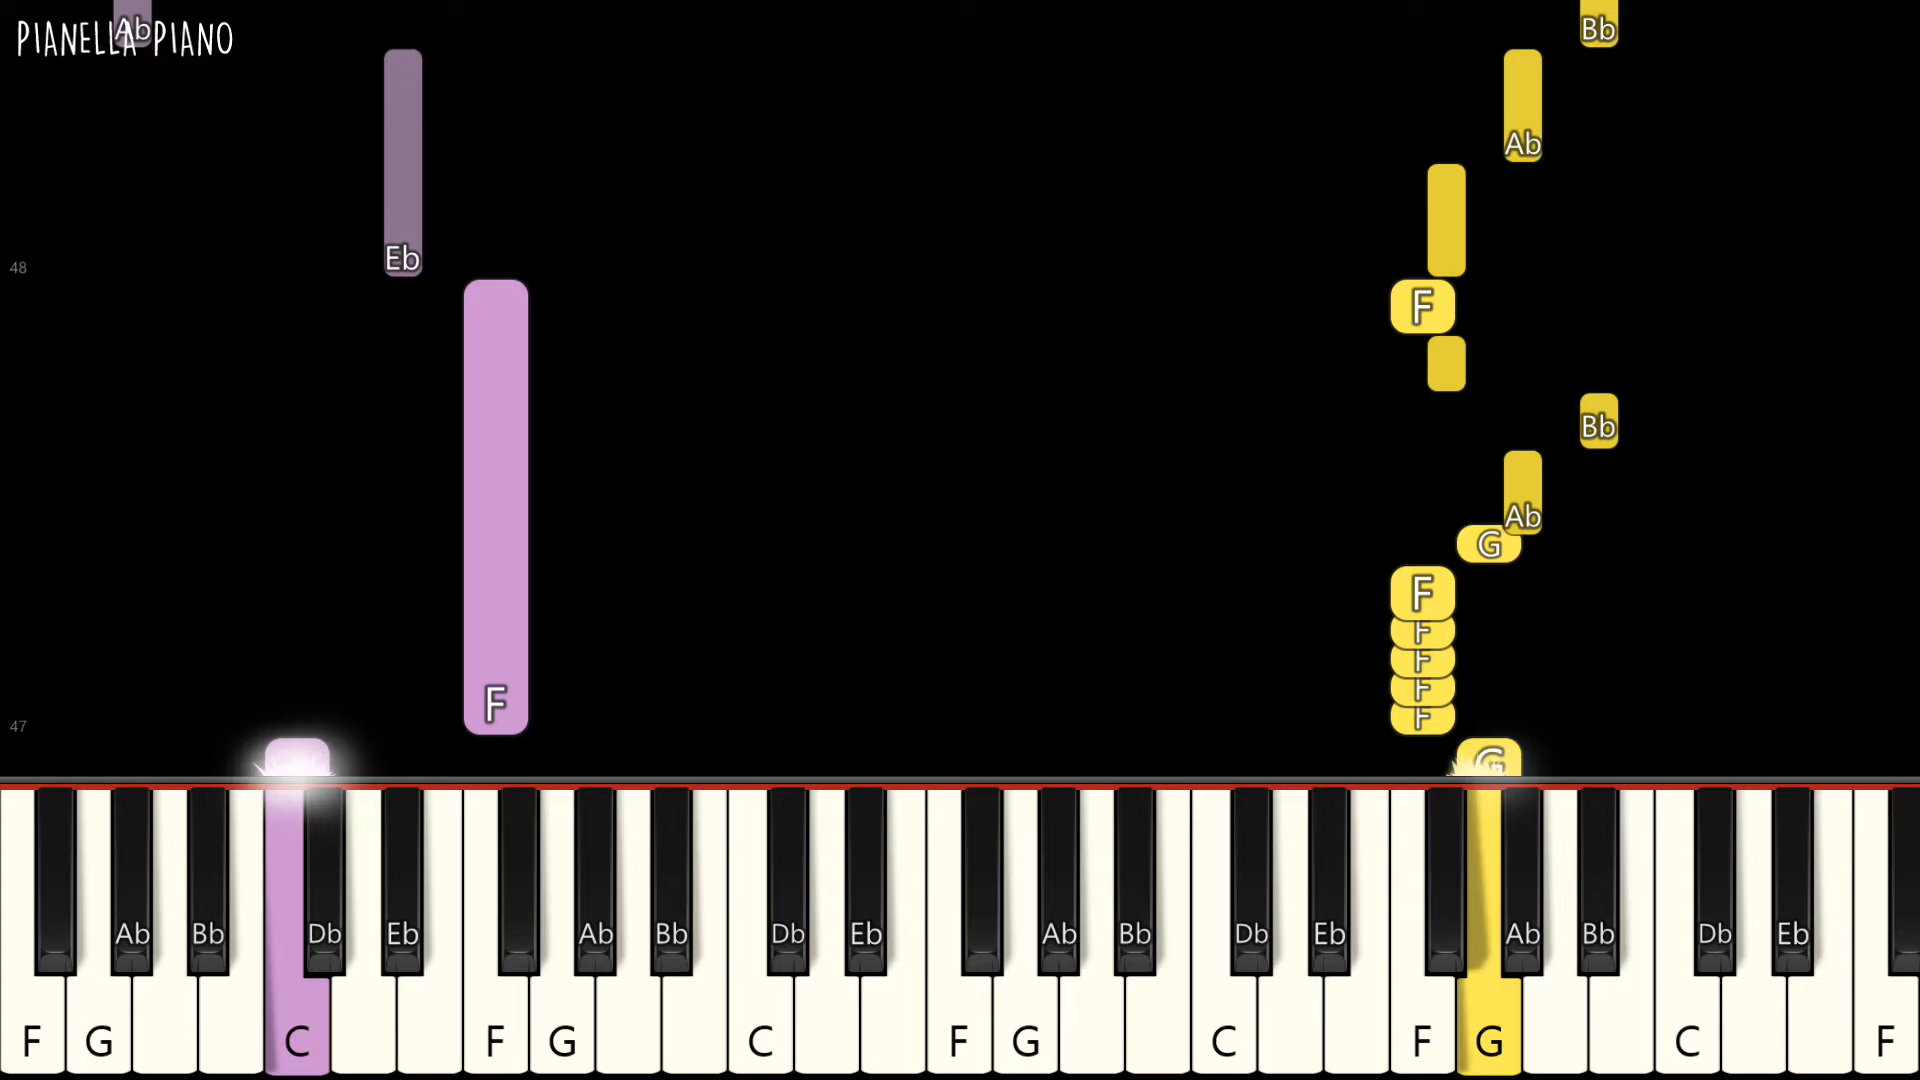 PIANELLA PIANO
Ab
Bb
Ab
Eb
48
F
Bb
Ab
G
F
F
F
F
F
F
47
G
Ab Bb Db Eb Ab Bb Db Eb Ab Bb Db Eb Ab Bb Db Eb
F G C F G C F G C F G C F